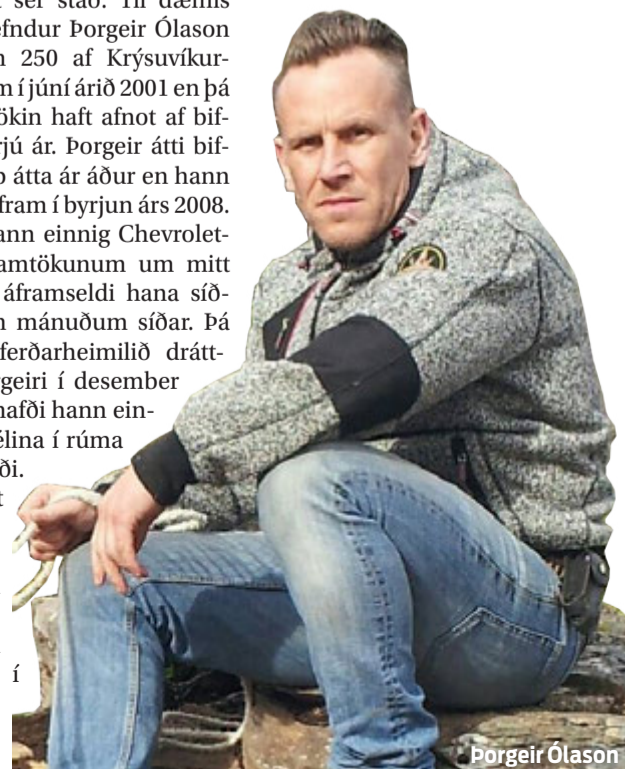 sér stað. Til dæmis
efndur Þorgeir Ólason
250 af Krýsuvíkur-
í júní árið 2001 en þá
ökin haft afnot af bif-
rjú ár. Þorgeir átti bif-
átta ár áður en hann
fram í byrjun árs 2008.
ann einnig Chevrolet-
amtökunum um mitt
áframseldi hana síð-
mánuðum síðar. Þá
ferðarheimilið drátt-
geiri í desember
hafði hann ein-
élina í rúma
ði.
í
Þorgeir Ólason